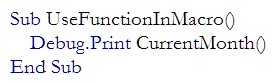 Sub UseFunctionInMacro()
    Debug.Print CurrentMonth()
End Sub